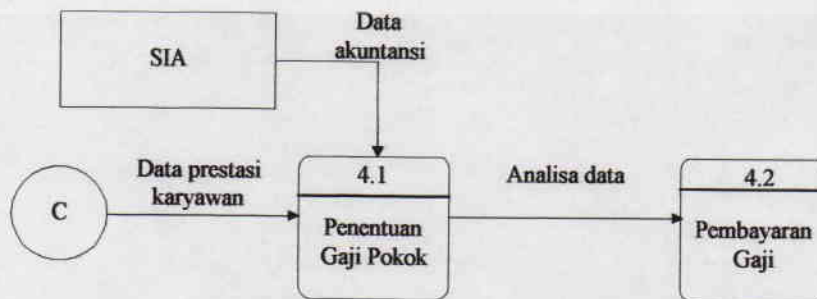 Data
akuntansi
SIA
Data prestasi
karyawan
C
4.1
Penentuan
Gaji Pokok
Analisa data
4.2
Pembayaran
Gaji